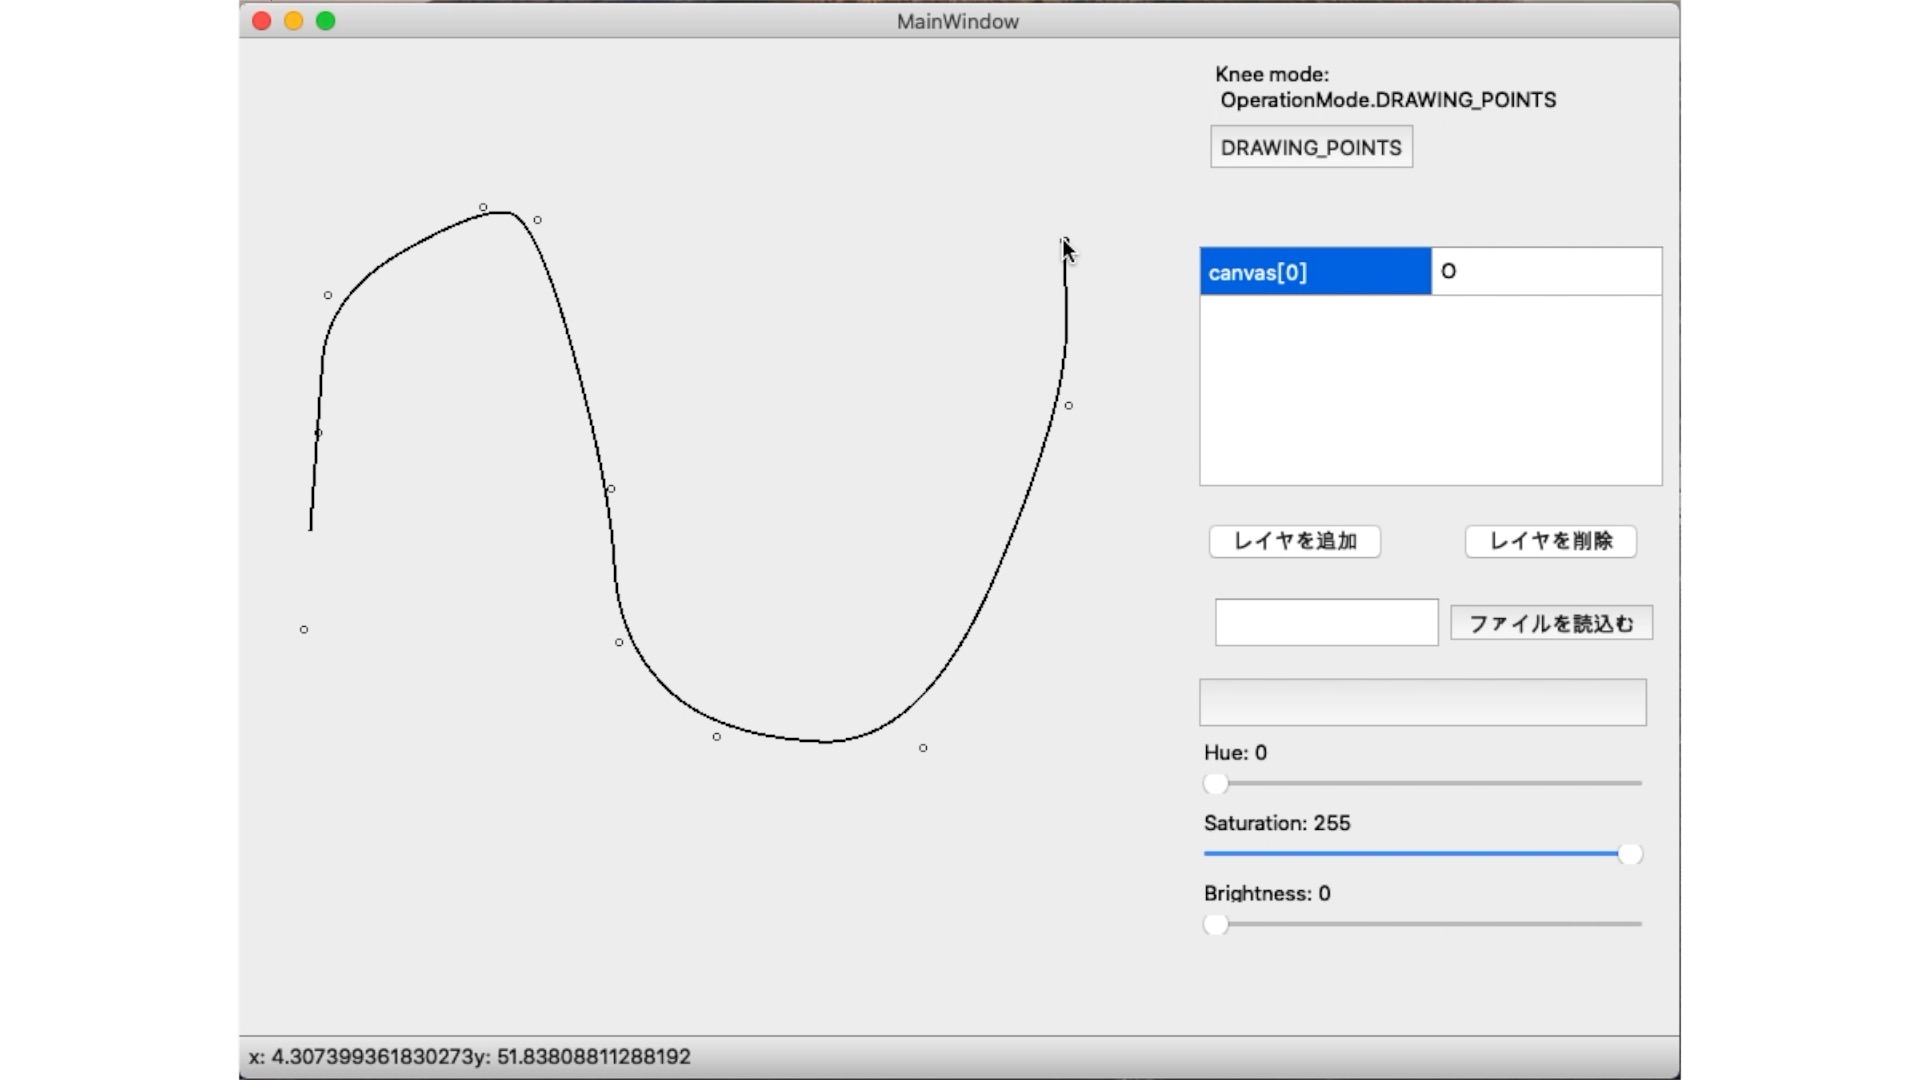 MainWindow
Knee mode:
OperationMode.DRAWING_POINTS
DRAWING_POINTS
canvas[0] O
レイヤを追加 レイヤを削除
ファイルを読込む
Hue: 0
Saturation: 255
Brightness: 0
x: 4.307399361830273y: 51.83808811288192